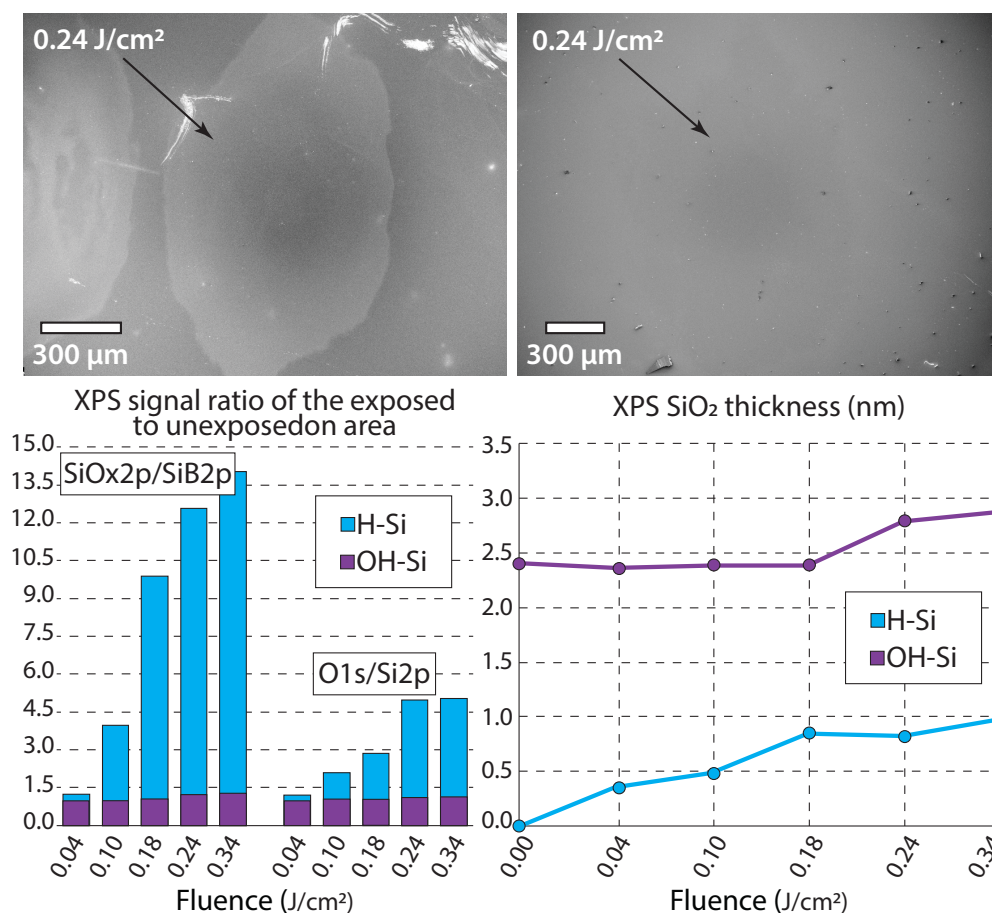 0.24 J/cm²
300 µm
0.24 J/cm²
300 µm
XPS signal ratio of the exposed
to unexposedon area
15.0
13.5
12.0
10.5
9.0
7.5
6.0
4.5
3.0
1.5
0.0
SiOx2p/SiB2p
H-Si
OH-Si
O1s/Si2p
0.04
0.10
0.18
0.24
0.34
0.04
0.10
0.18
0.24
0.34
Fluence (J/cm²)
XPS SiO₂ thickness (nm)
3.5
3.0
2.5
2.0
1.5
1.0
0.5
0.0
H-Si
OH-Si
0.00
0.04
0.10
0.18
0.24
0.34
Fluence (J/cm²)